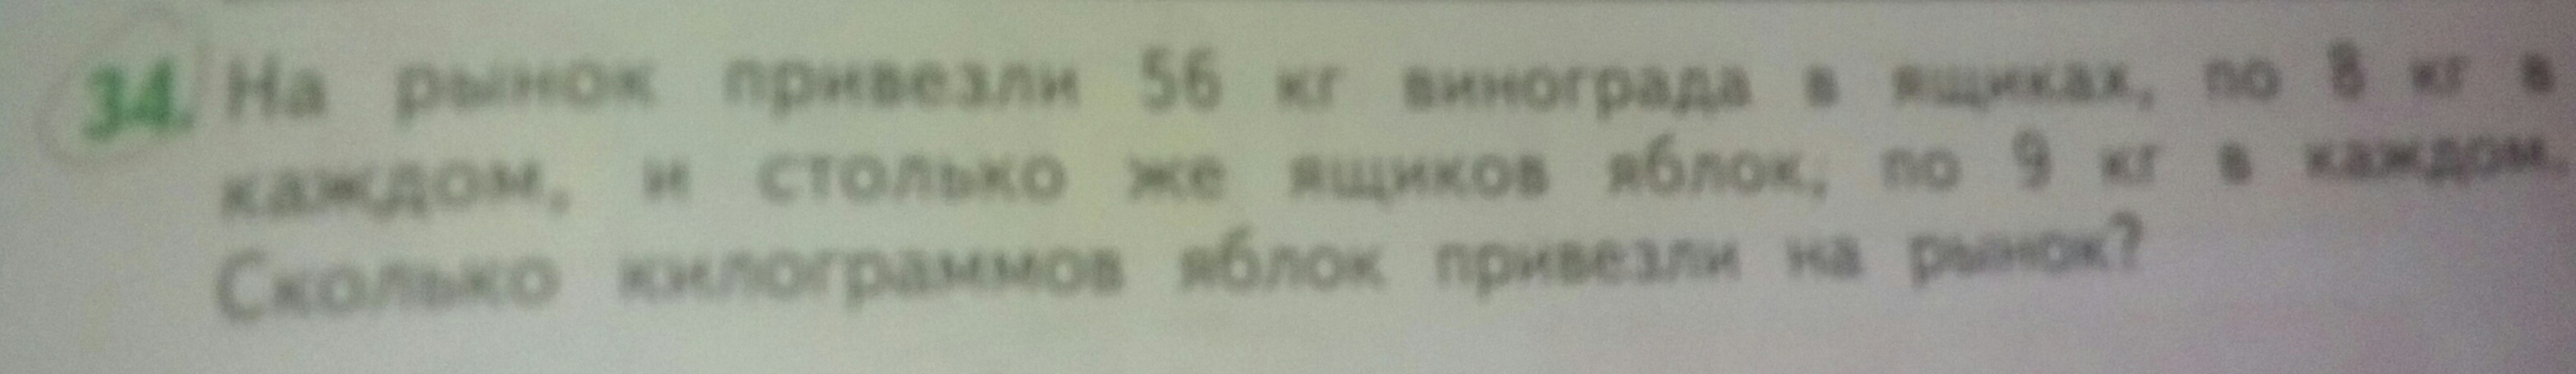 34. На рынок привезли 56 кг винограда в ящиках, по 8 кг в
каждом, и столько же ящиков яблок, по 9 кг в каждом.
Сколько килограммов яблок привезли на рынок?